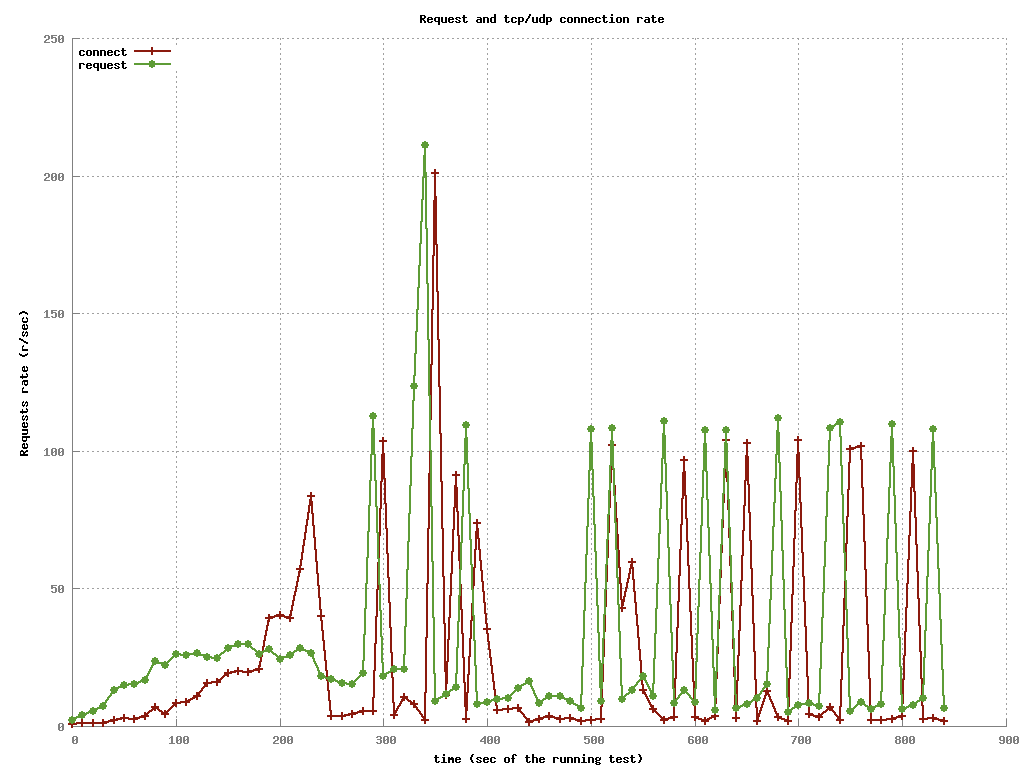 Request and tcp/udp connection rate
250
connect
request
200
150
Requests rate (r/sec)
100
50
0
0 100 200 300 400 500 600 700 800 900
time (sec of the running test)